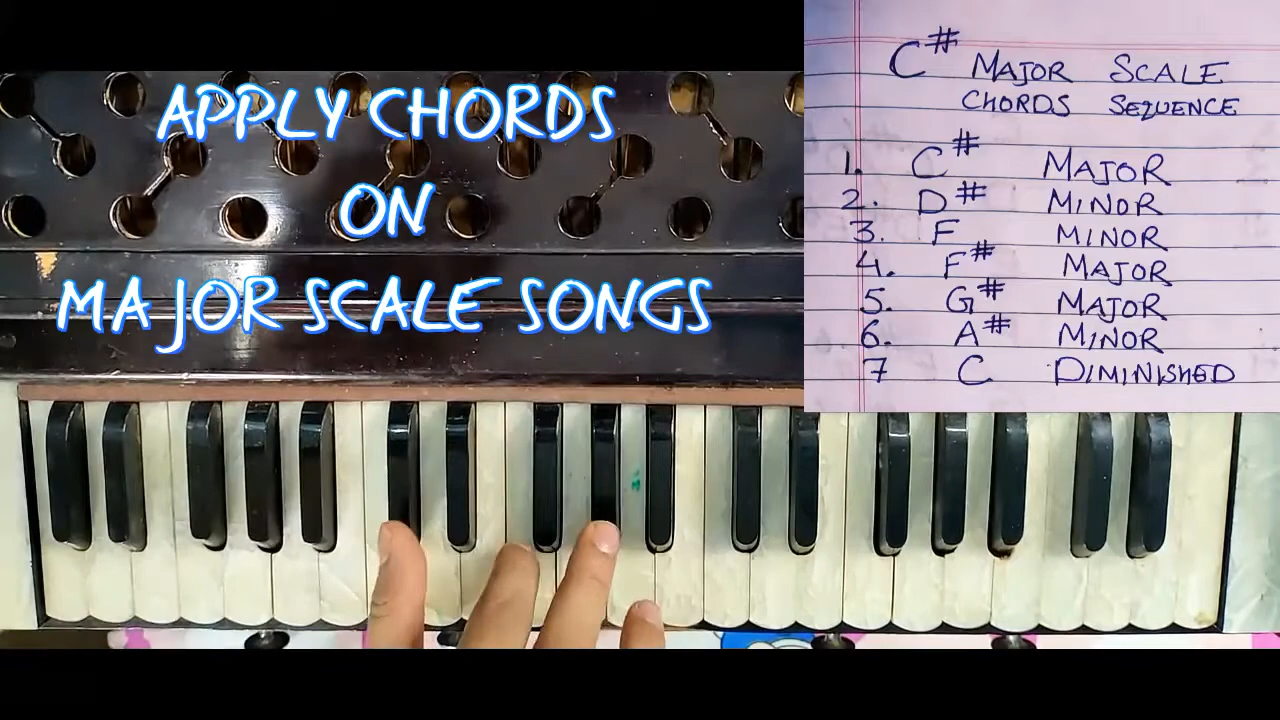 APPLY CHORDS
ON
MAJOR SCALE SONGS
C# MAJOR SCALE
CHORDS SEQUENCE
1. C# MAJOR
2. D# MINOR
3. F MINOR
4. F# MAJOR
5. G# MAJOR
6. A# MINOR
7 C DIMINISHED